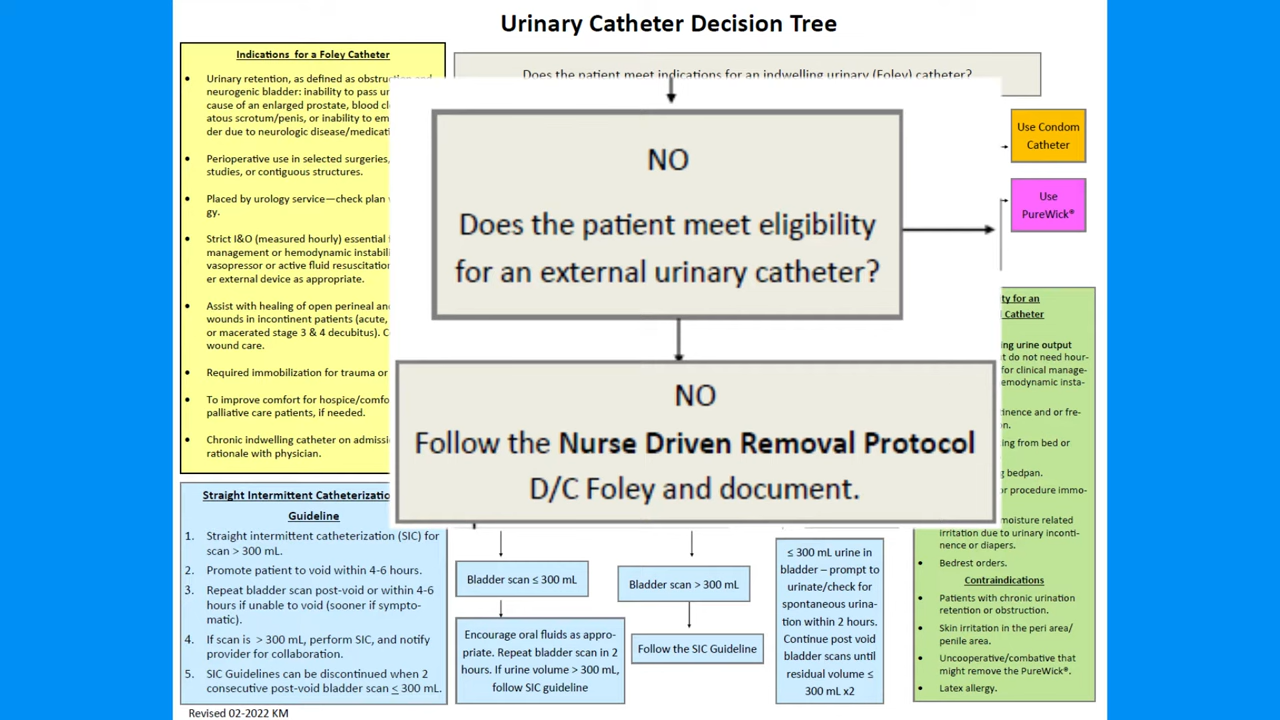 Urinary Catheter Decision Tree
Indications for a Foley Catheter
• Urinary retention, as defined as obstruction and
neurogenic bladder: inability to pass ur
cause of an enlarged prostate, blood cl
atous scrotum/penis, or inability to em
der due to neurologic disease/medicati
• Perioperative use in selected surgeries,
studies, or contiguous structures.
• Placed by urology service—check plan
gy.
• Strict I&O (measured hourly) essential
management or hemodynamic instabil
vasopressor or active fluid resuscitation
er external device as appropriate.
• Assist with healing of open perineal and
wounds in incontinent patients (acute,
or macerated stage 3 & 4 decubitus). C
wound care.
• Required immobilization for trauma or
• To improve comfort for hospice/comfo
palliative care patients, if needed.
• Chronic indwelling catheter on admissi
rationale with physician.
Does the patient meet indications for an indwelling urinary (Foley) catheter?
NO
Does the patient meet eligibility
for an external urinary catheter?
NO
Follow the Nurse Driven Removal Protocol
D/C Foley and document.
Use Condom
Catheter
Use
PureWick®
Straight Intermittent Catheterizatio
Guideline
1. Straight intermittent catheterization (SIC) for
scan > 300 mL.
2. Promote patient to void within 4-6 hours.
3. Repeat bladder scan post-void or within 4-6
hours if unable to void (sooner if sympto-
matic).
4. If scan is > 300 mL, perform SIC, and notify
provider for collaboration.
5. SIC Guidelines can be discontinued when 2
consecutive post-void bladder scan ≤ 300 mL.
Bladder scan ≤ 300 mL
Encourage oral fluids as appro-
priate. Repeat bladder scan in 2
hours. If urine volume > 300 mL,
follow SIC guideline
Bladder scan > 300 mL
Follow the SIC Guideline
≤ 300 mL urine in
bladder – prompt to
urinate/check for
spontaneous urina-
tion within 2 hours.
Continue post void
bladder scans until
residual volume ≤
300 mL x2
ty for an
Catheter
ng urine output
t do not need hour-
for clinical manage-
emodynamic insta-
tinence and or fre-
n.
ing from bed or
g bedpan.
or procedure immo-
moisture related
irritation due to urinary inconti-
nence or diapers.
• Bedrest orders.
Contraindications
• Patients with chronic urination
retention or obstruction.
• Skin irritation in the peri area/
penile area.
• Uncooperative/combative that
might remove the PureWick®.
• Latex allergy.
Revised 02-2022 KM